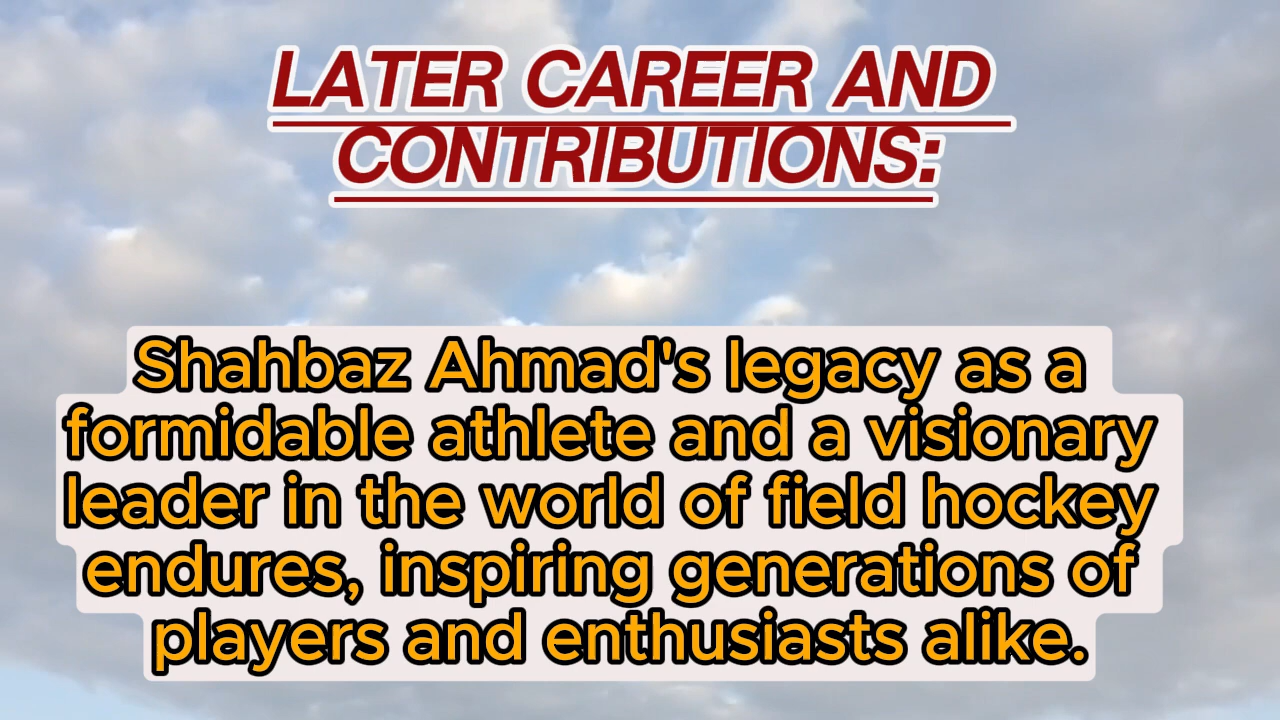 LATER CAREER AND
CONTRIBUTIONS:
Shahbaz Ahmad's legacy as a
formidable athlete and a visionary
leader in the world of field hockey
endures, inspiring generations of
players and enthusiasts alike.